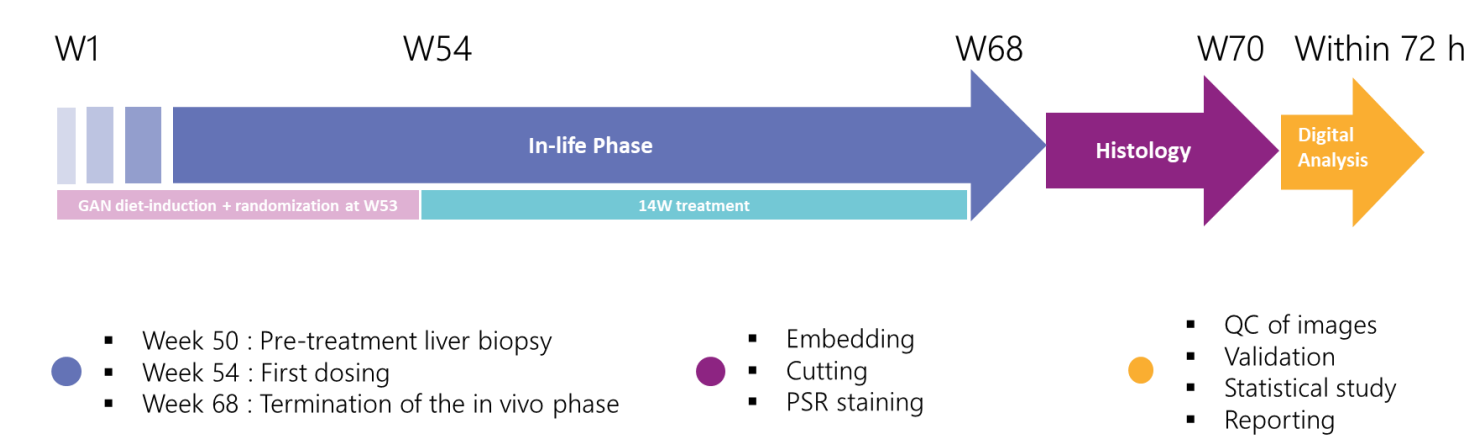 W1
W54
W68
W70
Within 72 h
In-life Phase
Histology
Digital
Analysis
GAN diet-induction + randomization at W53
14W treatment
▪ Week 50 : Pre-treatment liver biopsy
▪ Week 54 : First dosing
▪ Week 68 : Termination of the in vivo phase
▪ Embedding
▪ Cutting
▪ PSR staining
▪ QC of images
▪ Validation
▪ Statistical study
▪ Reporting